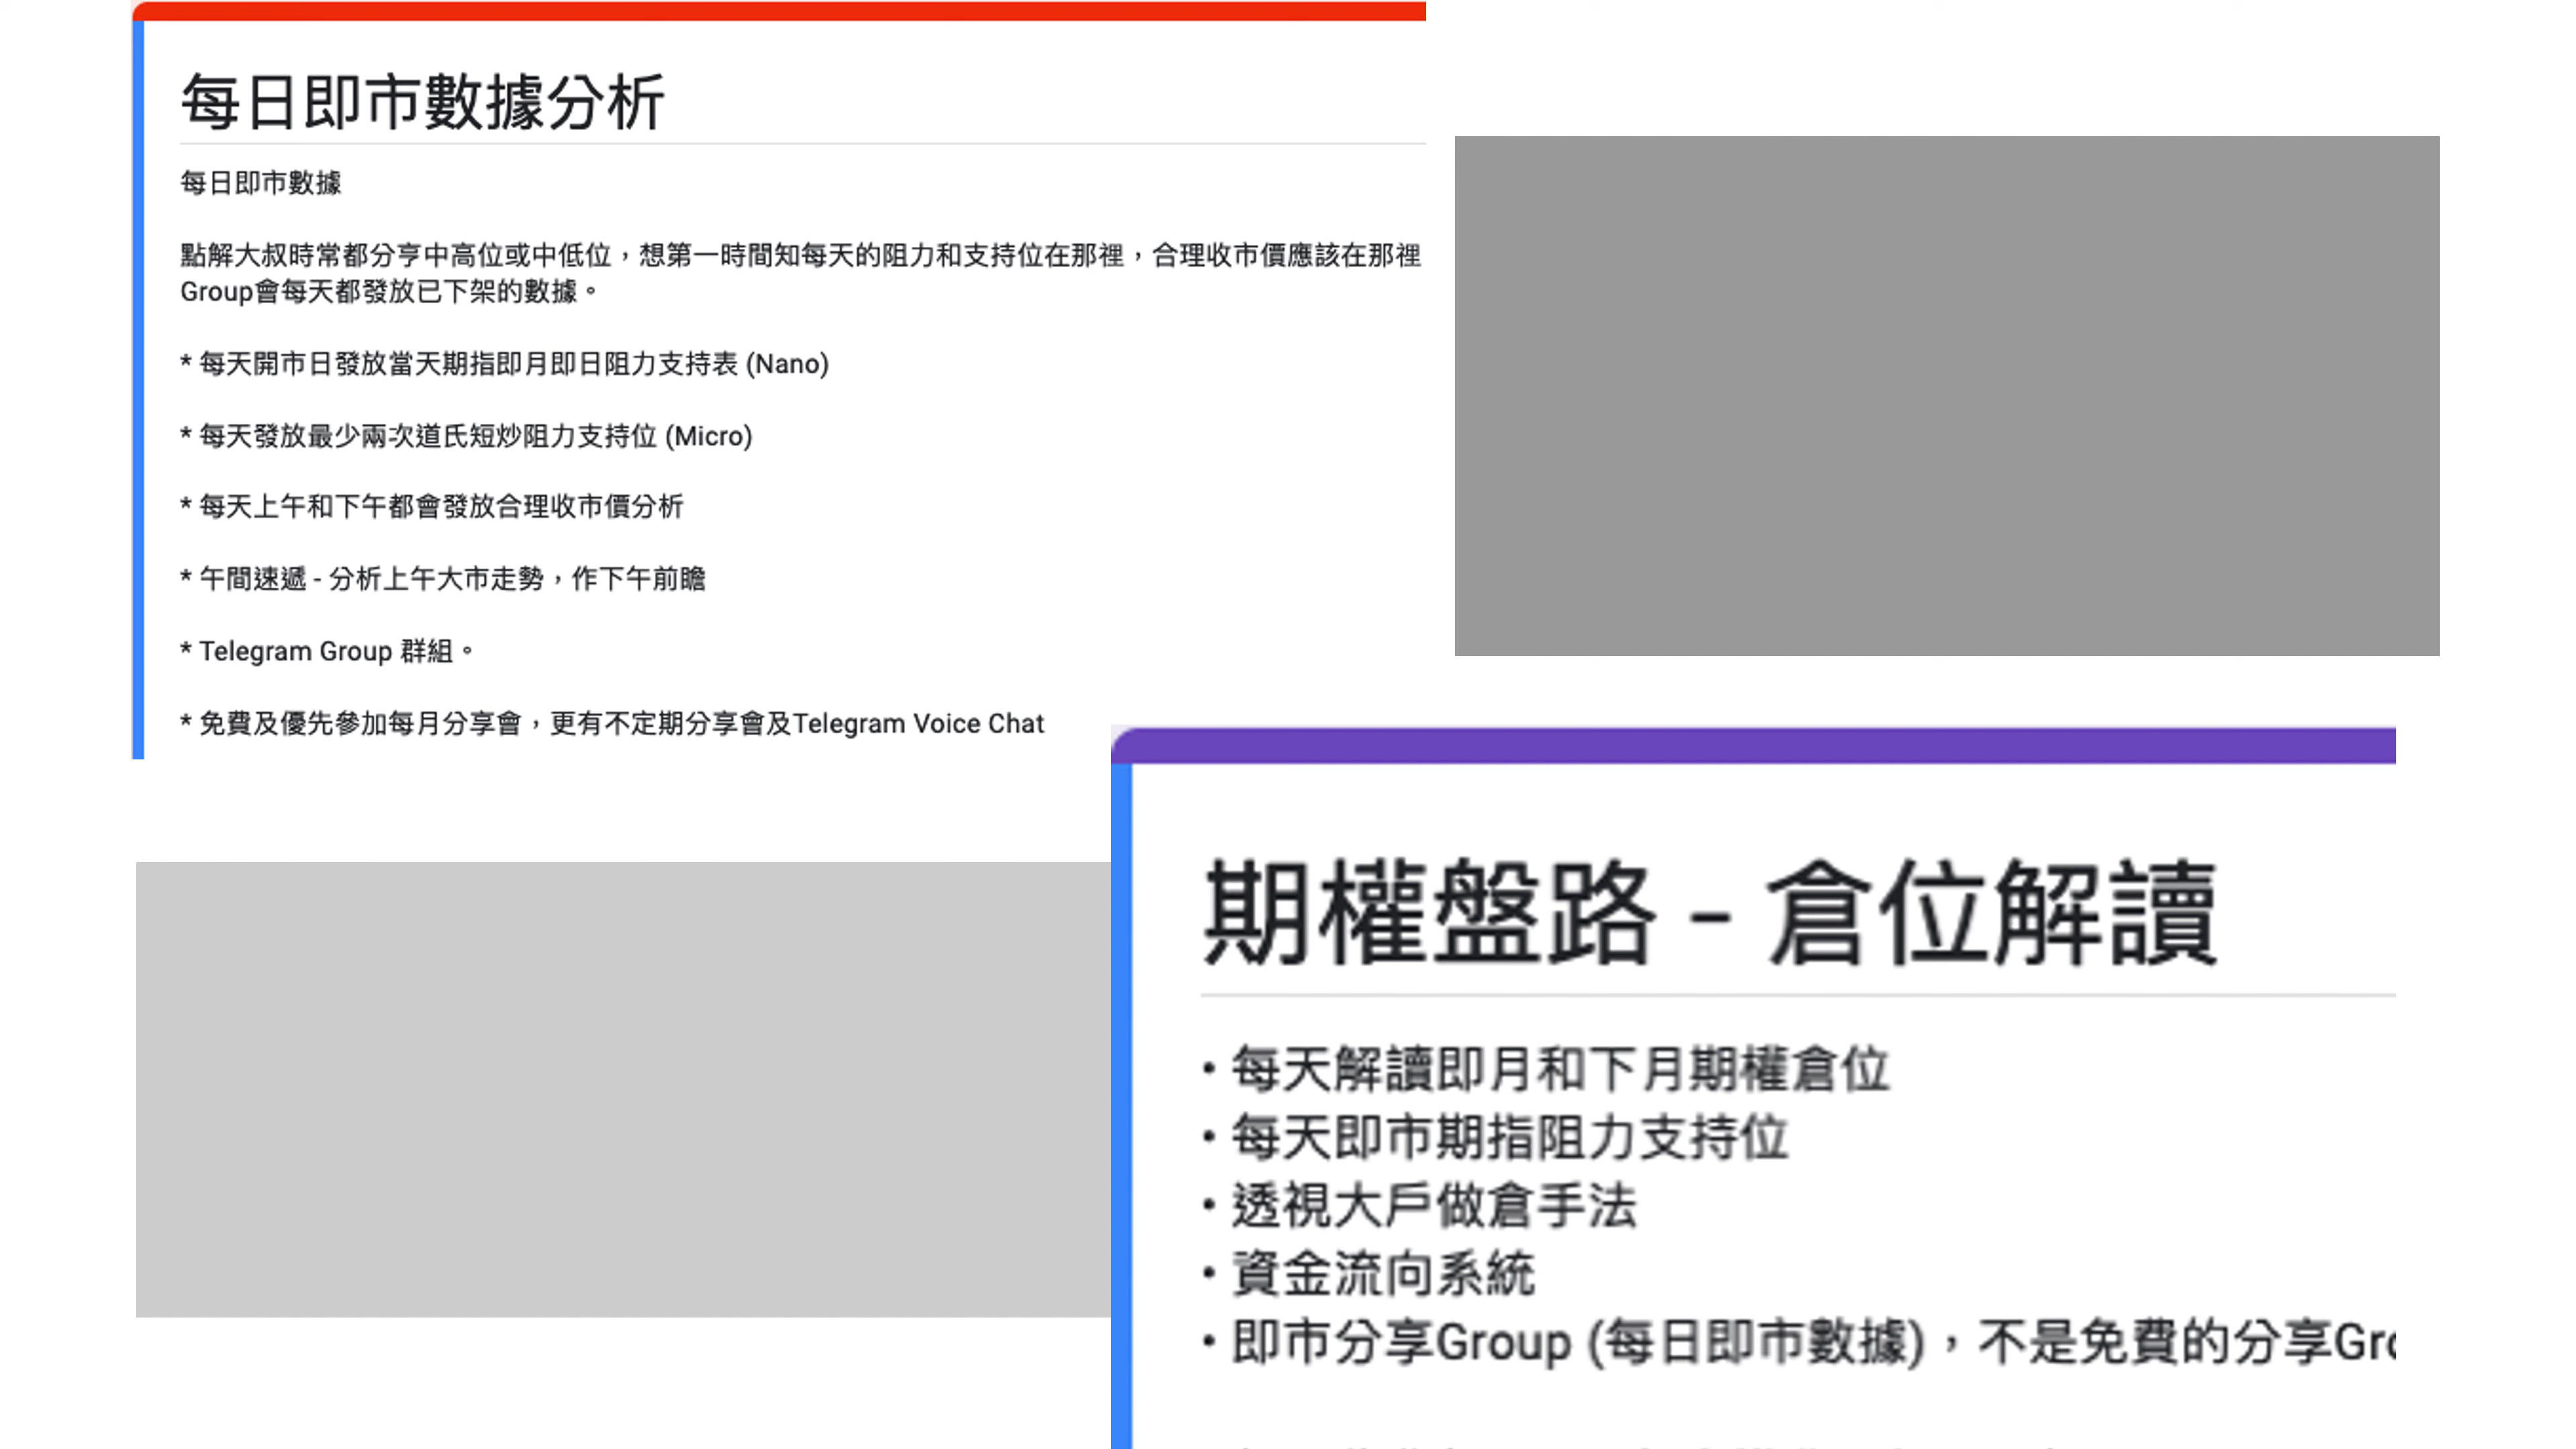 每日即市數據分析
每日即市數據
點解大叔時常都分亨中高位或中低位，想第一時間知每天的阻力和支持位在那裡，合理收市價應該在那裡
Group會每天都發放已下架的數據。
* 每天開市日發放當天期指即月即日阻力支持表 (Nano)
* 每天發放最少兩次道氏短炒阻力支持位 (Micro)
* 每天上午和下午都會發放合理收市價分析
* 午間速遞 - 分析上午大市走勢，作下午前瞻
* Telegram Group 群組。
* 免費及優先參加每月分享會，更有不定期分享會及Telegram Voice Chat
期權盤路 - 倉位解讀
• 每天解讀即月和下月期權倉位
• 每天即市期指阻力支持位
• 透視大戶做倉手法
• 資金流向系統
• 即市分享Group (每日即市數據)，不是免費的分享Gro